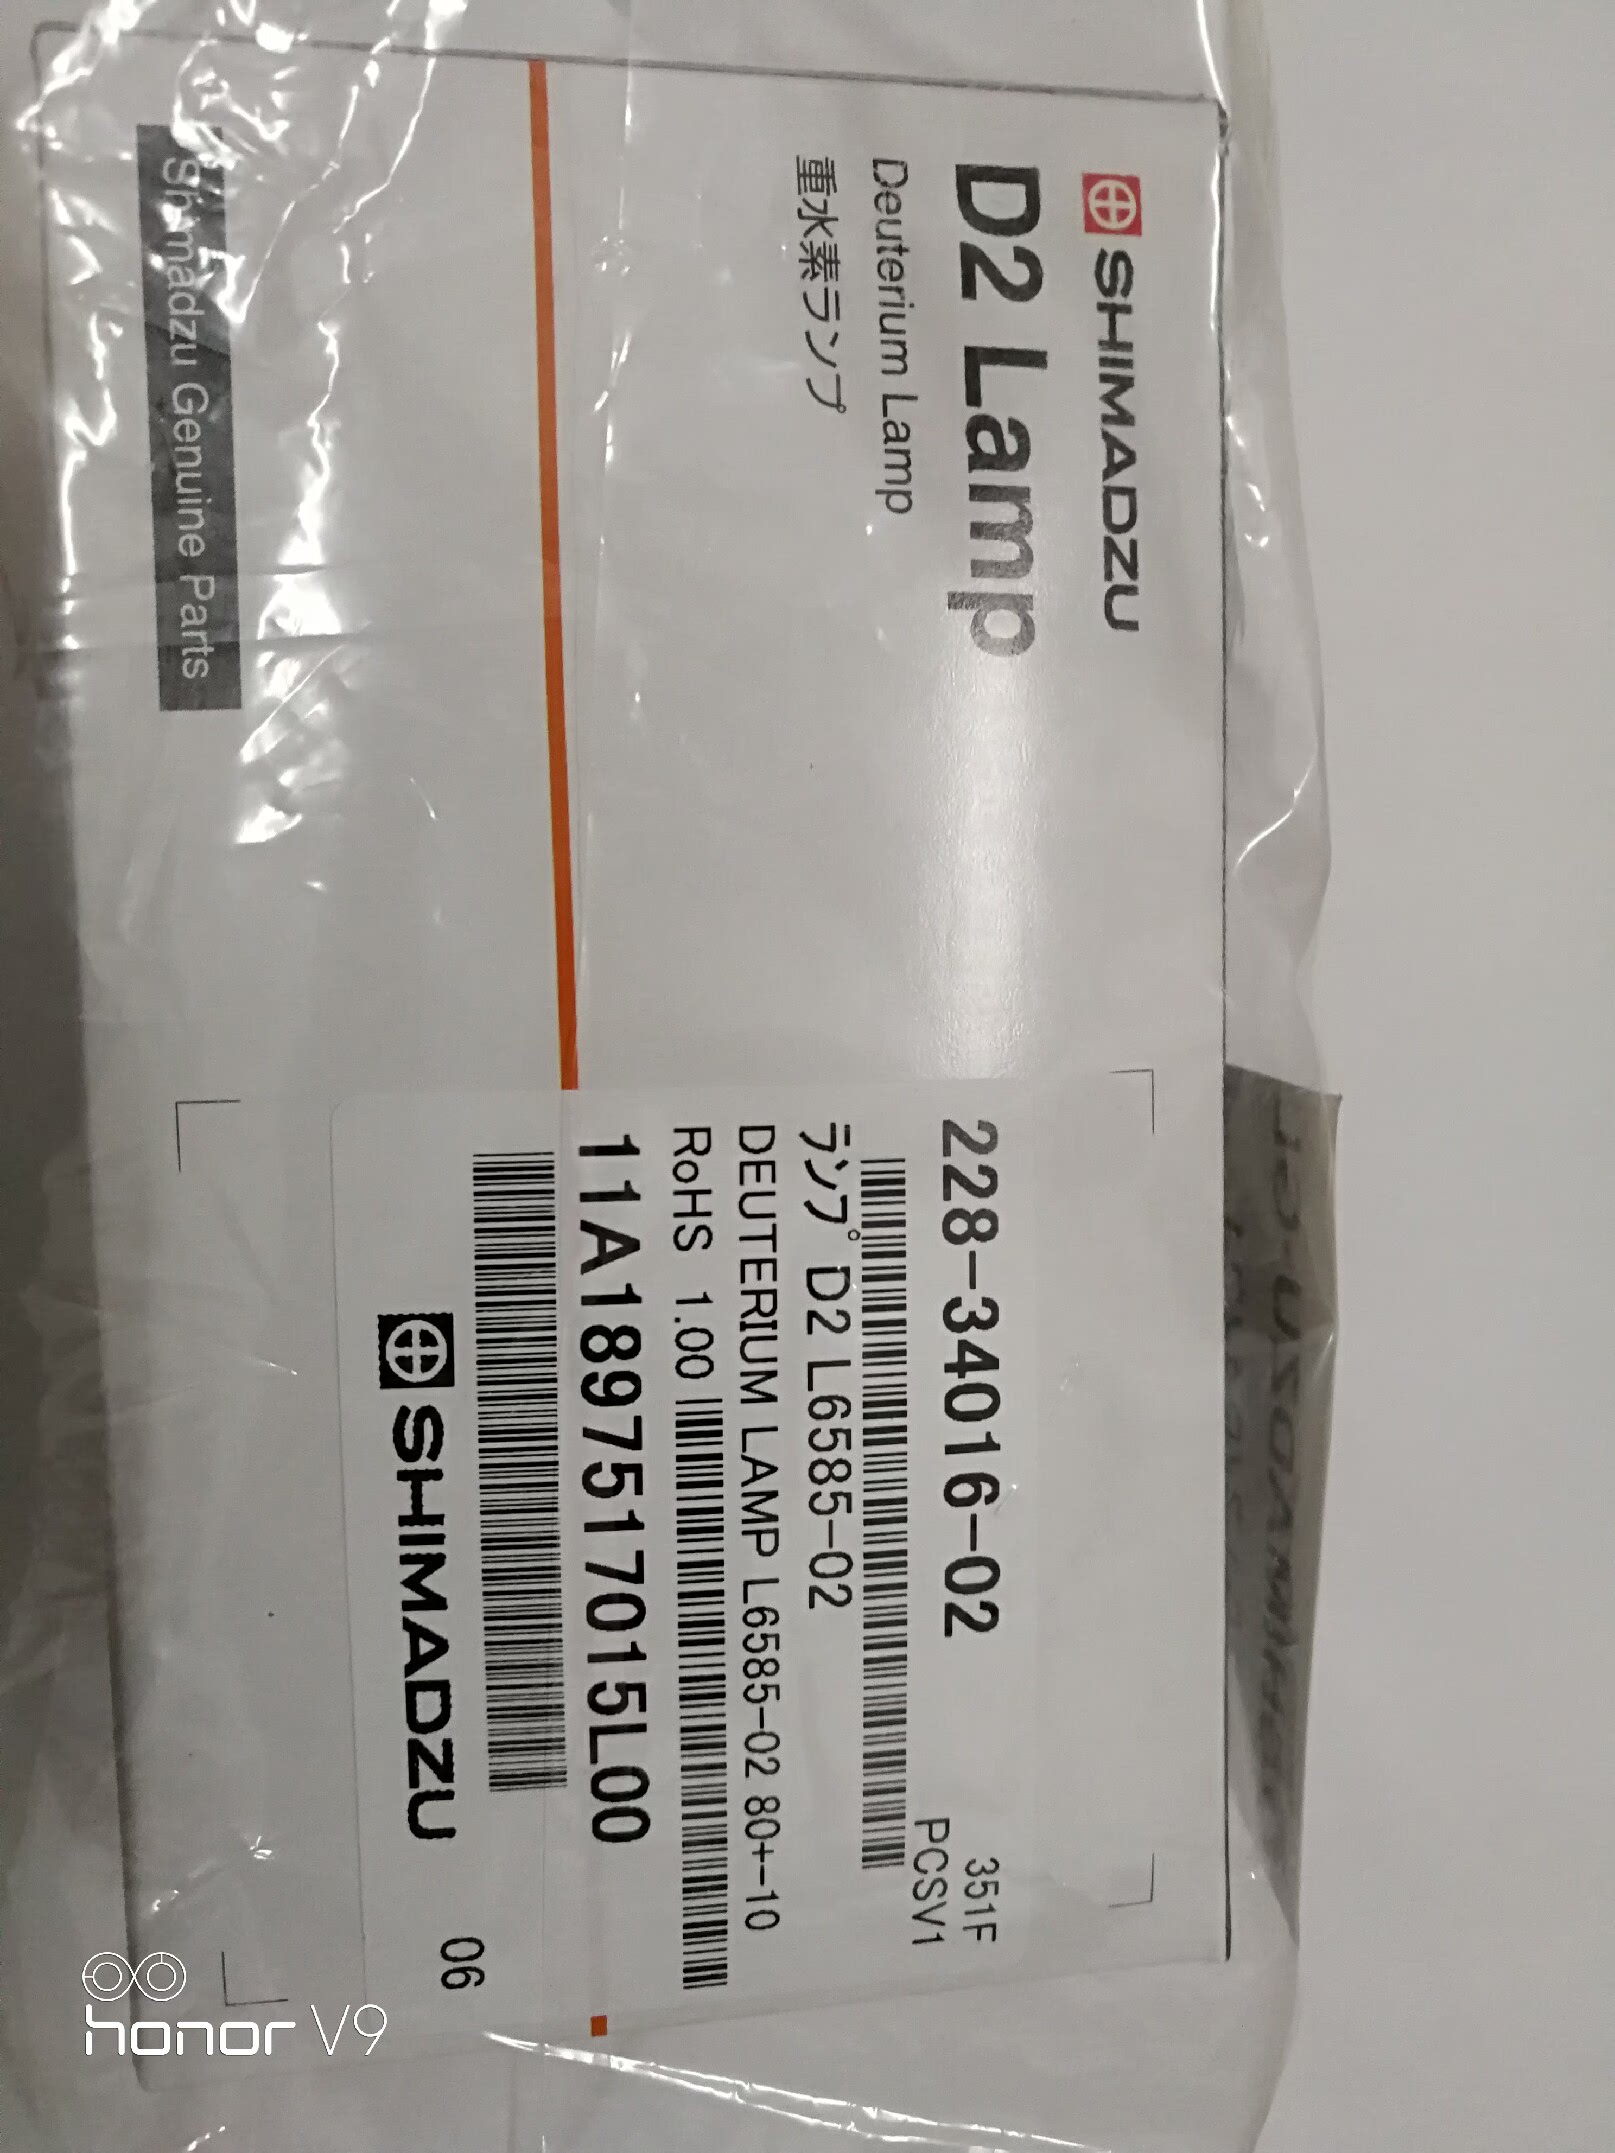 SHIMADZU
D2 Lamp
Deuterium Lamp
重水素ランプ
Shimadzu Genuine Parts
228-34016-02
351F
PCSV1
ランプ D2 L6585-02
DEUTERIUM LAMP L6585-02 80+-10
RoHS 1.00
11A1897517015L00
SHIMADZU
06
honor V9